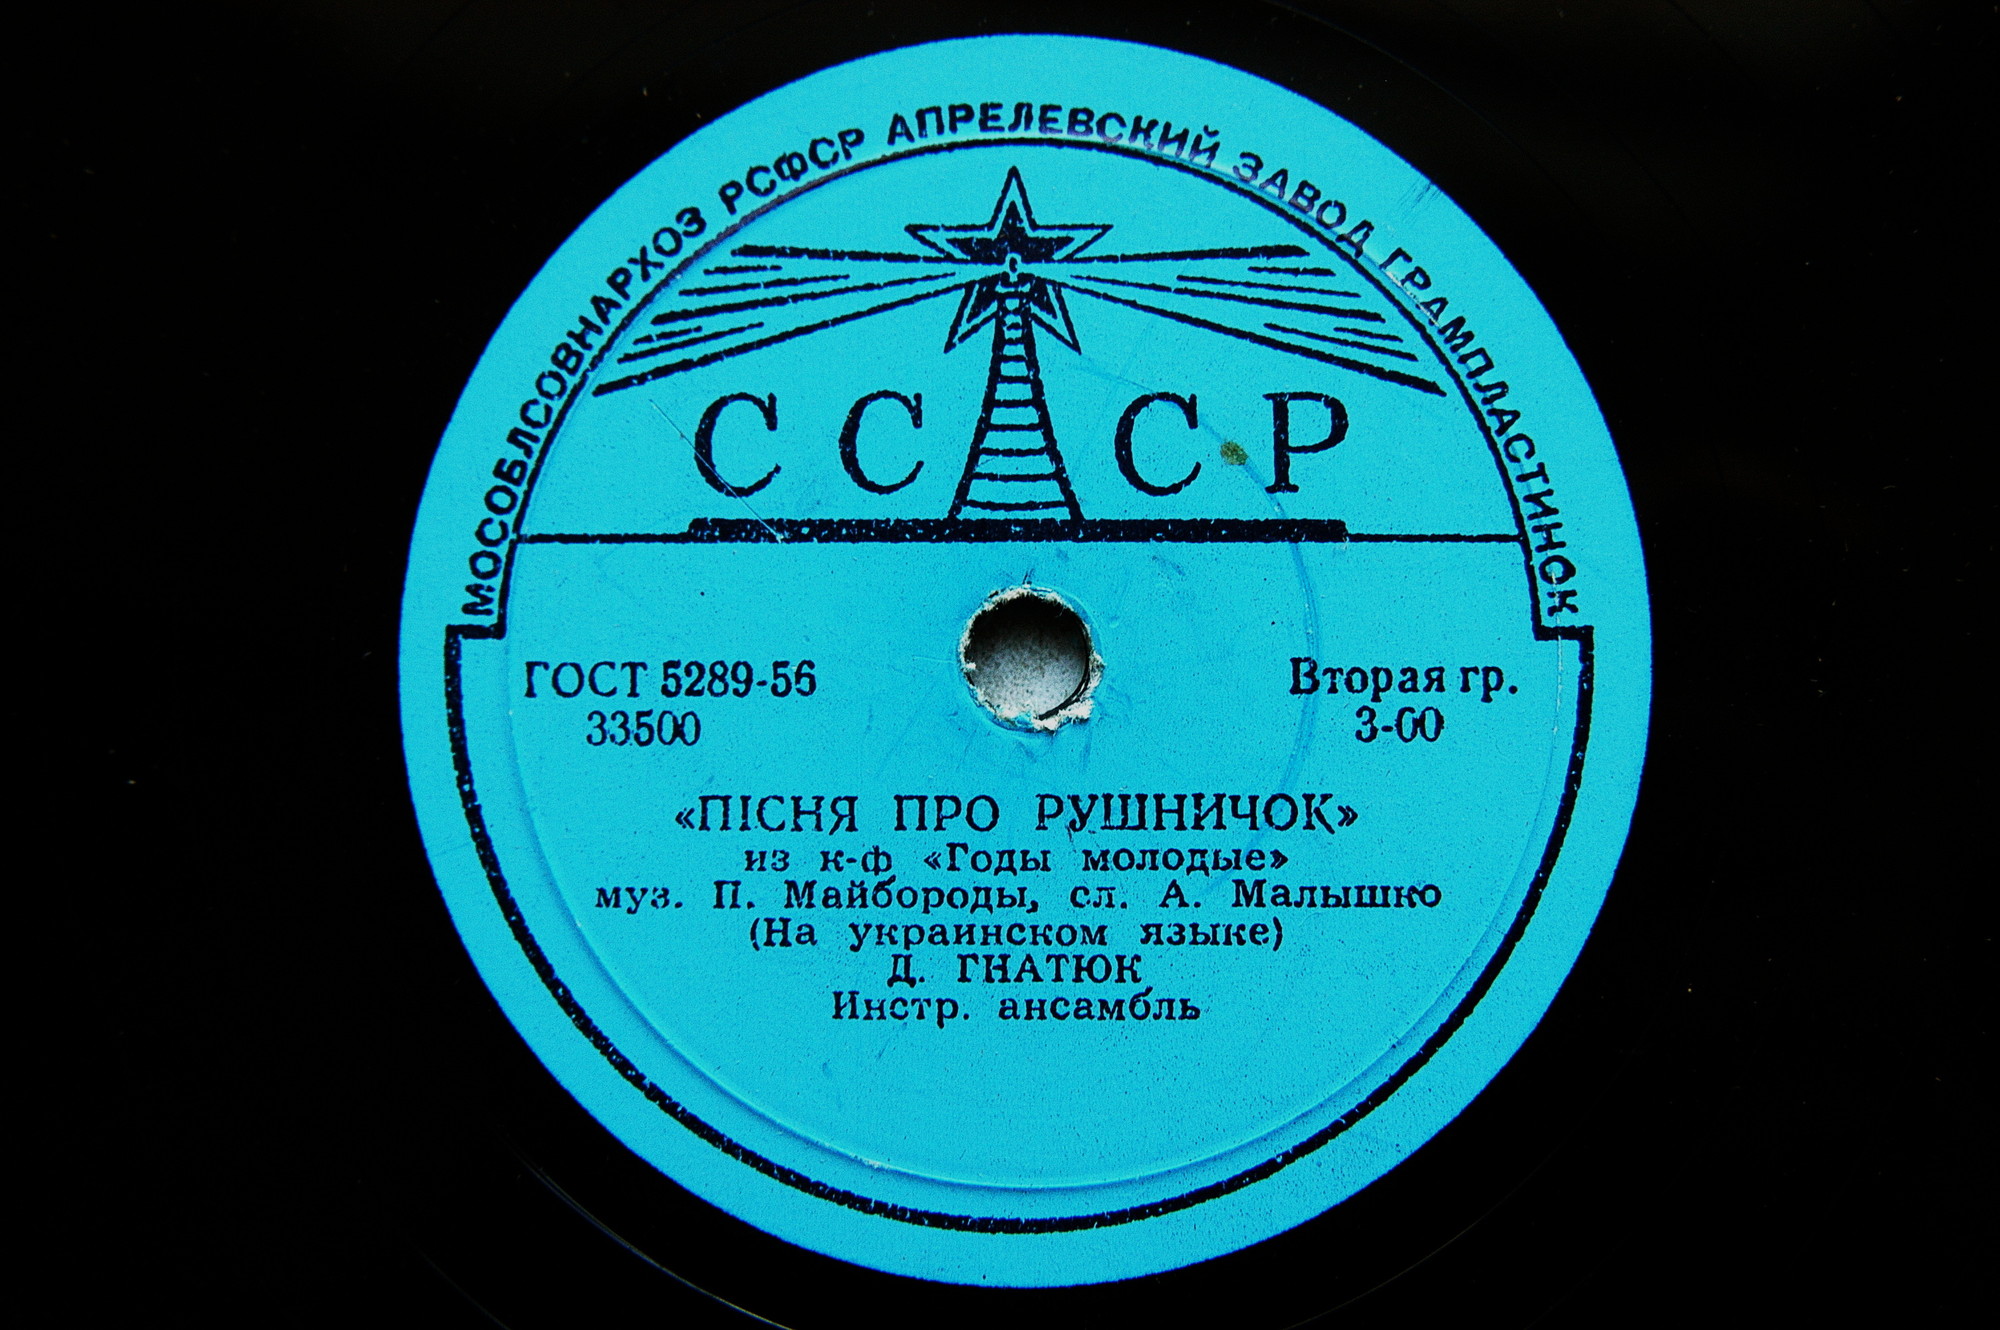 МОСОБЛСОВНАРХОЗ РСФСР АПРЕЛЕВСКИЙ ЗАВОД ГРАМПЛАСТИНОК
СССР
ГОСТ 5289-56
33500
Вторая гр.
3-00
«ПІСНЯ ПРО РУШНИЧОК»
из к-ф «Годы молодые»
муз. П. Майбороды, сл. А. Малышко
(На украинском языке)
Д. ГНАТЮК
Инстр. ансамбль